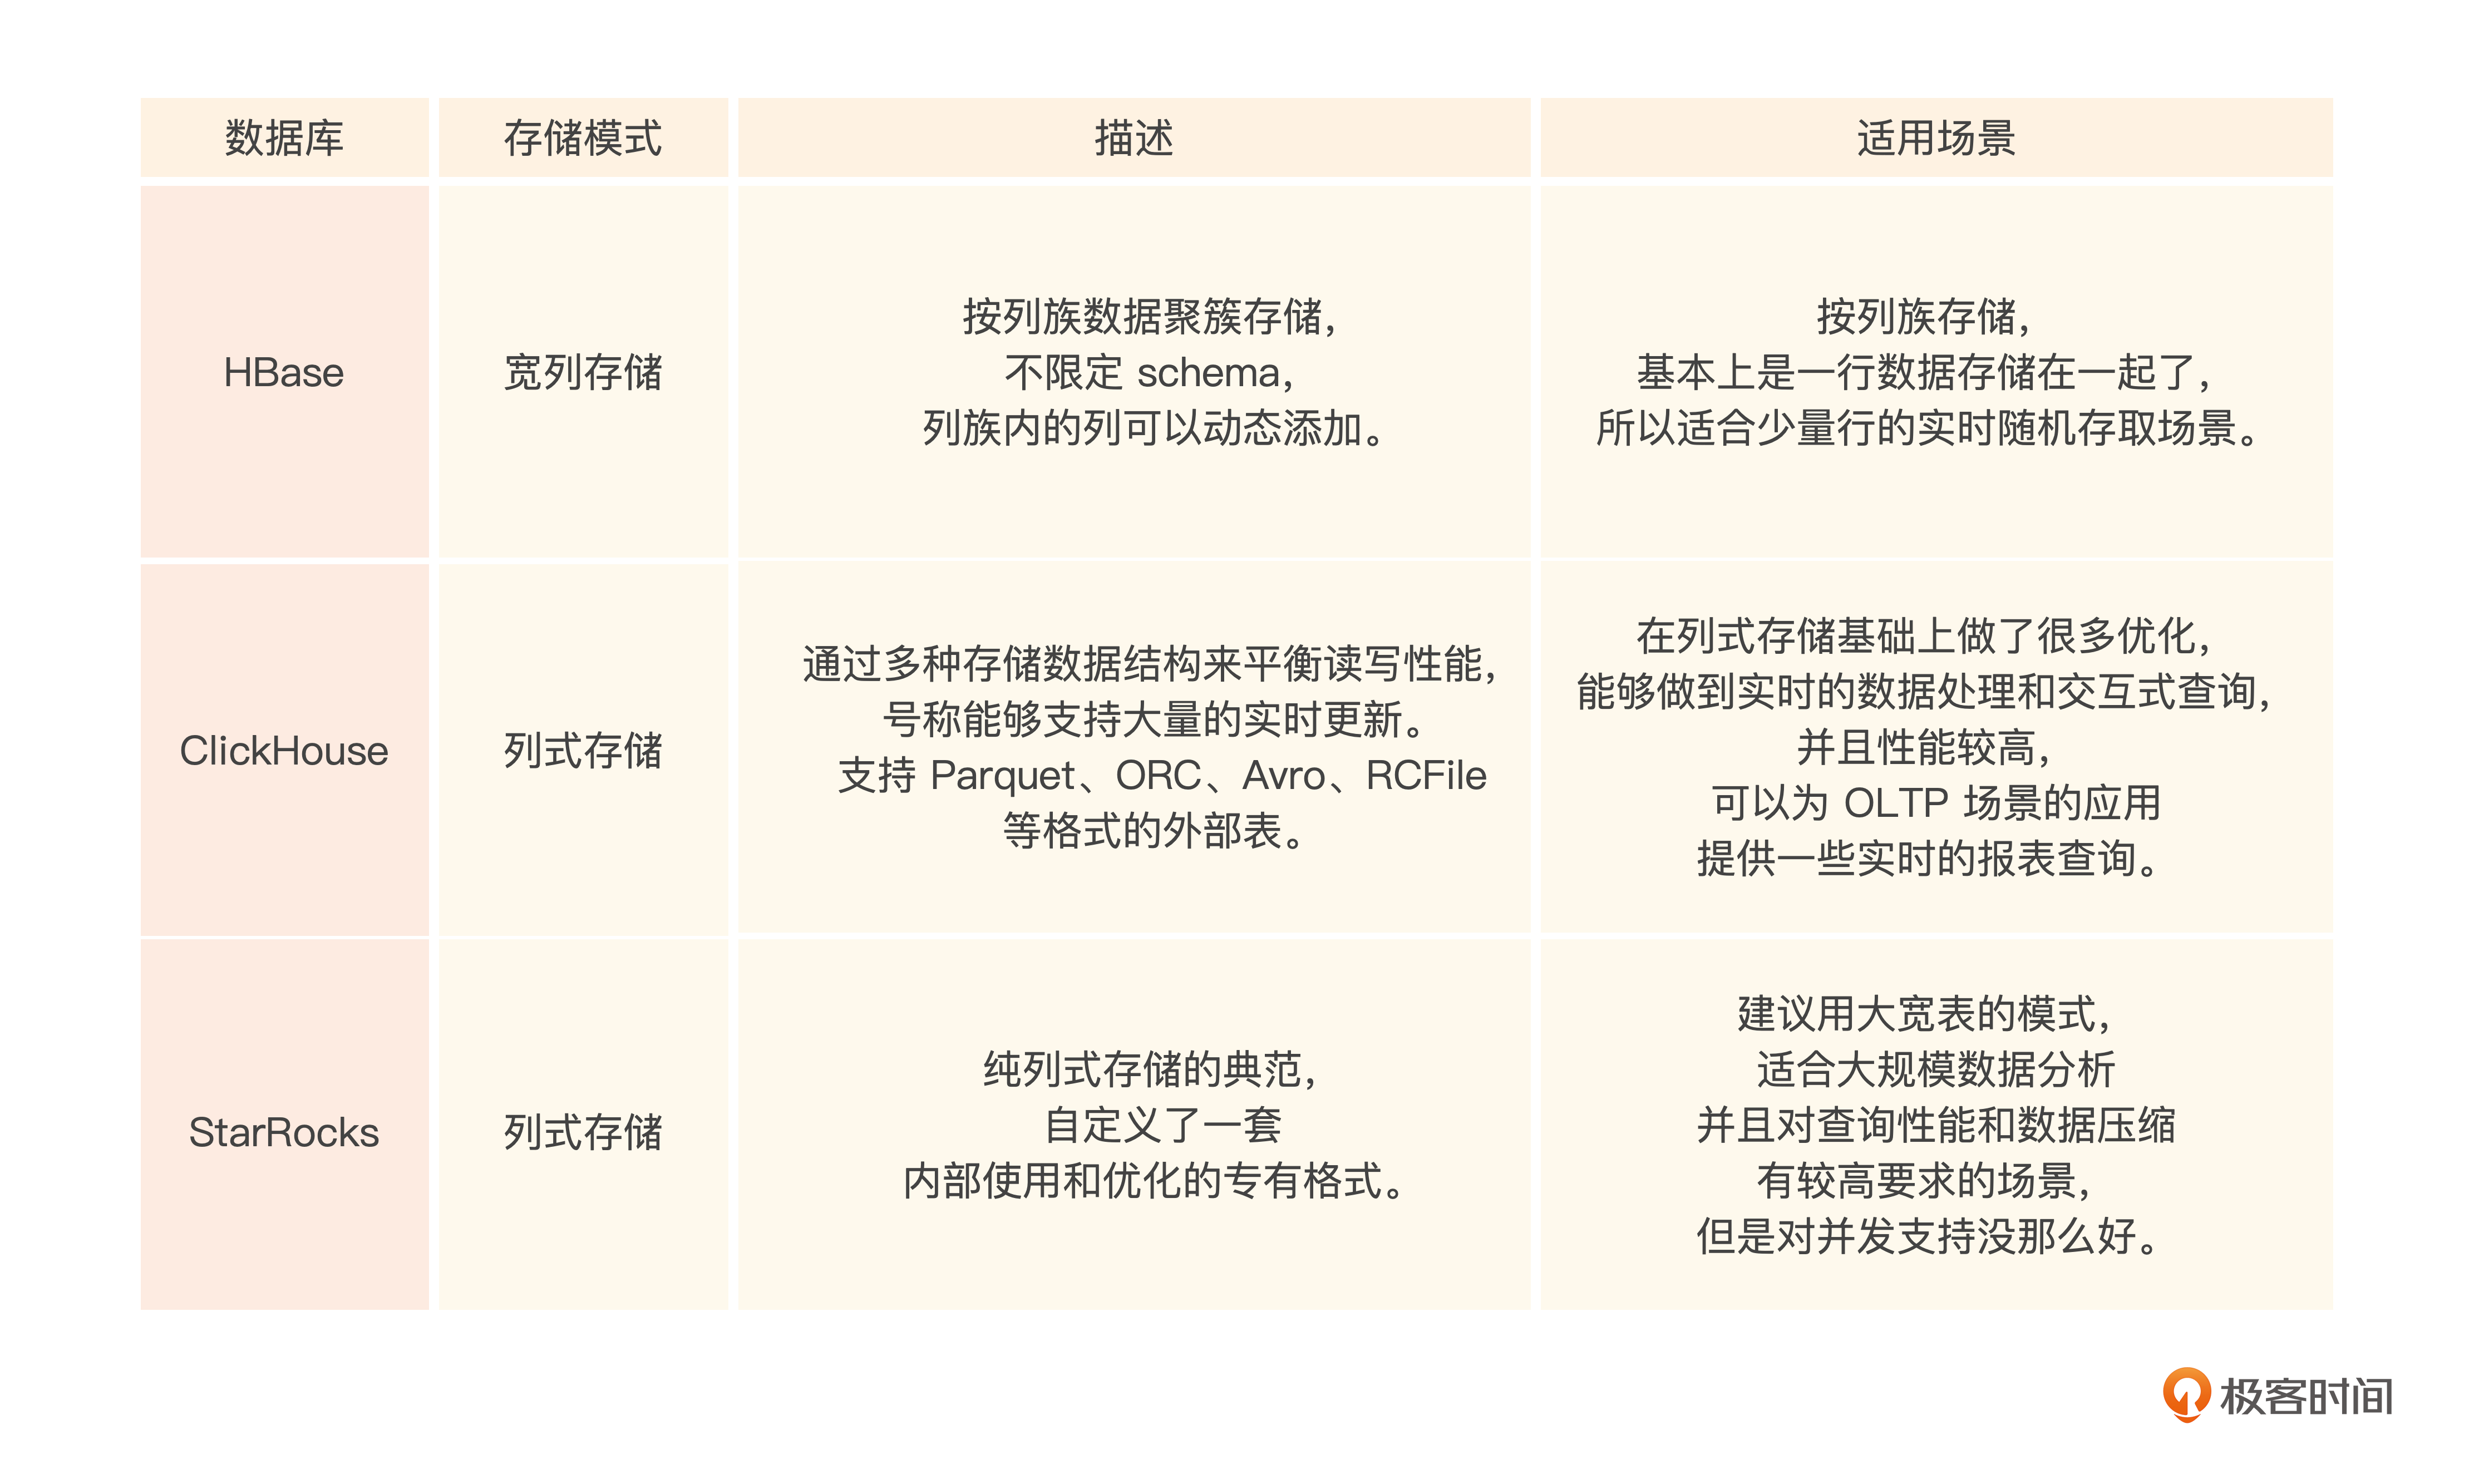 数据库
存储模式
描述
适用场景
HBase
宽列存储
按列族数据聚簇存储，
不限定 schema，
列族内的列可以动态添加。
按列族存储，
基本上是一行数据存储在一起了，
所以适合少量行的实时随机存取场景。
ClickHouse
列式存储
通过多种存储数据结构来平衡读写性能，
号称能够支持大量的实时更新。
支持 Parquet、ORC、Avro、RCFile
等格式的外部表。
在列式存储基础上做了很多优化，
能够做到实时的数据处理和交互式查询，
并且性能较高，
可以为 OLTP 场景的应用
提供一些实时的报表查询。
StarRocks
列式存储
纯列式存储的典范，
自定义了一套
内部使用和优化的专有格式。
建议用大宽表的模式，
适合大规模数据分析
并且对查询性能和数据压缩
有较高要求的场景，
但是对并发支持没那么好。
极客时间